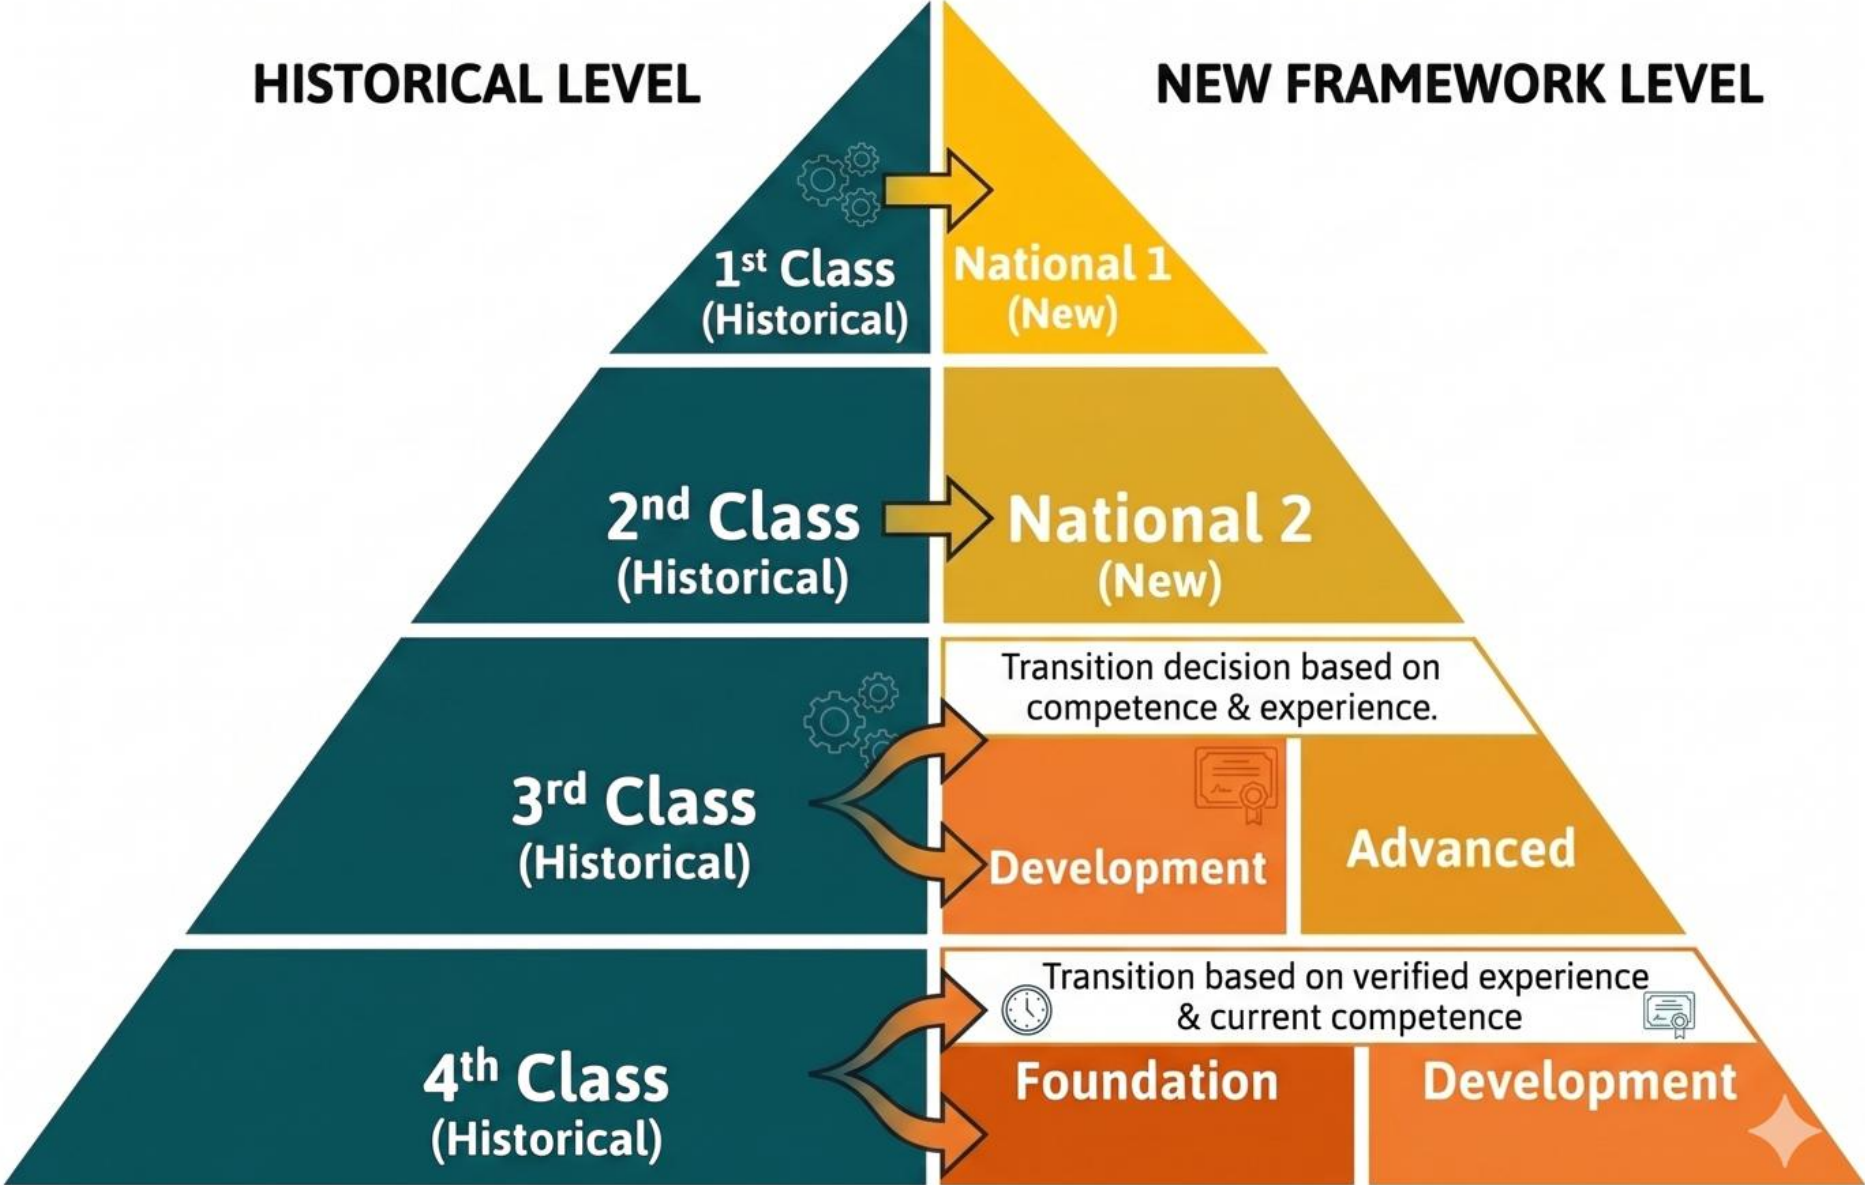 HISTORICAL LEVEL
NEW FRAMEWORK LEVEL
1st Class
(Historical)
National 1
(New)
2nd Class
(Historical)
National 2
(New)
3rd Class
(Historical)
Transition decision based on
competence & experience.
Development
Advanced
4th Class
(Historical)
Transition based on verified experience
& current competence
Foundation
Development